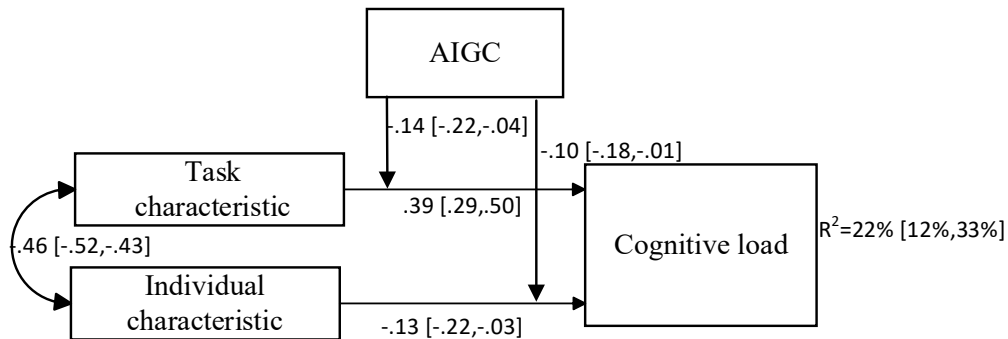 AIGC
-.14 [-.22,-.04]
-.10 [-.18,-.01]
Task
characteristic
.39 [.29,.50]
-.46 [-.52,-.43]
Cognitive load
R²=22% [12%,33%]
Individual
characteristic
-.13 [-.22,-.03]